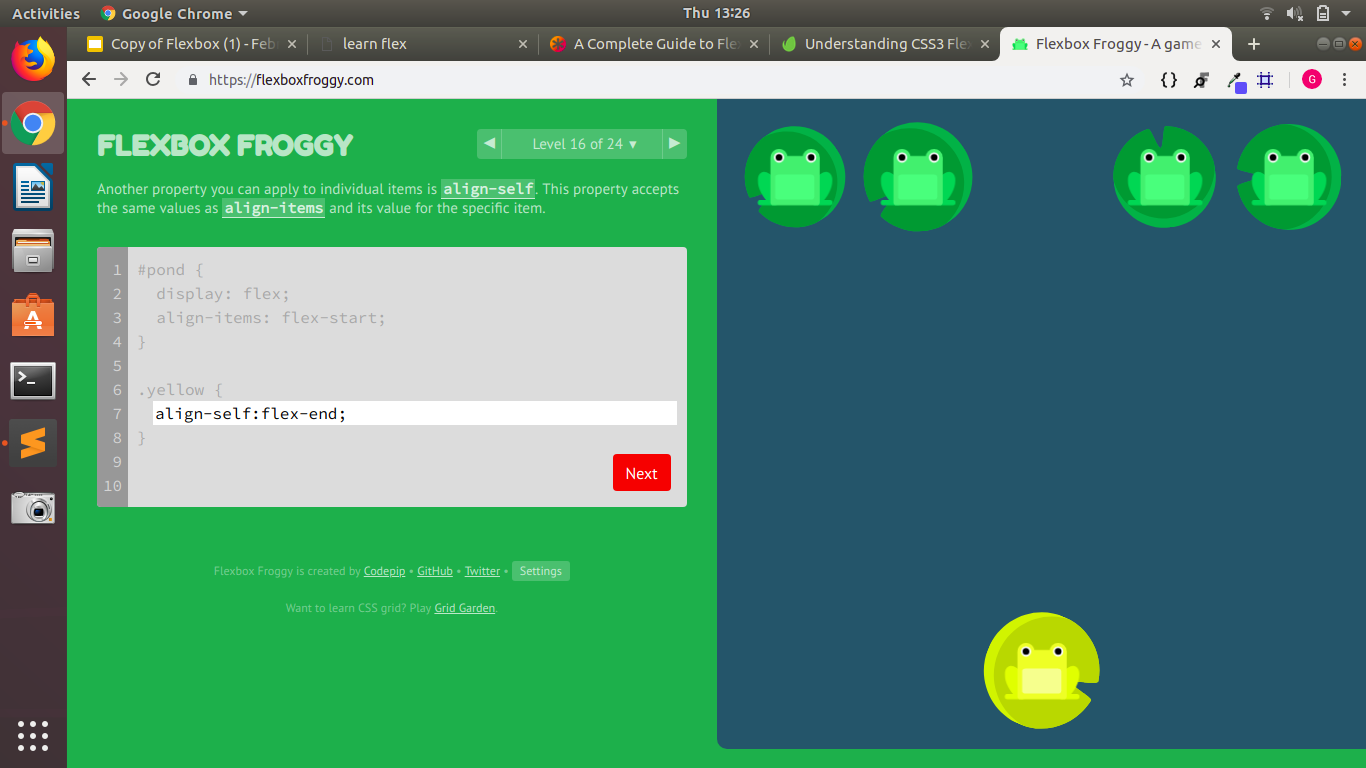 Activities Google Chrome Thu 13:26
Copy of Flexbox (1) - Feb learn flex A Complete Guide to Fle Understanding CSS3 Fle Flexbox Froggy - A game
https://flexboxfroggy.com G
FLEXBOX FROGGY
Level 16 of 24
Another property you can apply to individual items is align-self. This property accepts
the same values as align-items and its value for the specific item.
1 #pond {
2 display: flex;
3 align-items: flex-start;
4 }
5
6 .yellow {
7 align-self:flex-end;
8 }
9
10
Next
Flexbox Froggy is created by Codepip • GitHub • Twitter • Settings
Want to learn CSS grid? Play Grid Garden.